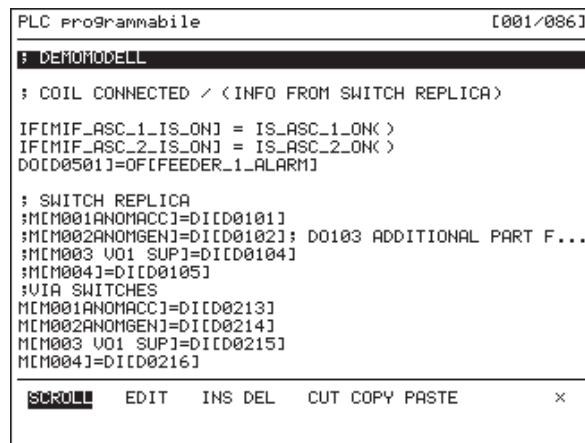 PLC programmabile [001/086]
; DEMOMODELL
; COIL CONNECTED / (INFO FROM SWITCH REPLICA)
IF[MIF_ASC_1_IS_ON] = IS_ASC_1_ON()
IF[MIF_ASC_2_IS_ON] = IS_ASC_2_ON()
DO[D0501]=OF[FEEDER_1_ALARM]
; SWITCH REPLICA
;M[M001ANOMACC]=DI[D0101]
;M[M002ANOMGEN]=DI[D0102]; DO103 ADDITIONAL PART F...
;M[M003 VO1 SUP]=DI[D0104]
;M[M004]=DI[D0105]
;VIA SWITCHES
M[M001ANOMACC]=DI[D0213]
M[M002ANOMGEN]=DI[D0214]
M[M003 VO1 SUP]=DI[D0215]
M[M004]=DI[D0216]
SCROLL EDIT INS DEL CUT COPY PASTE ×